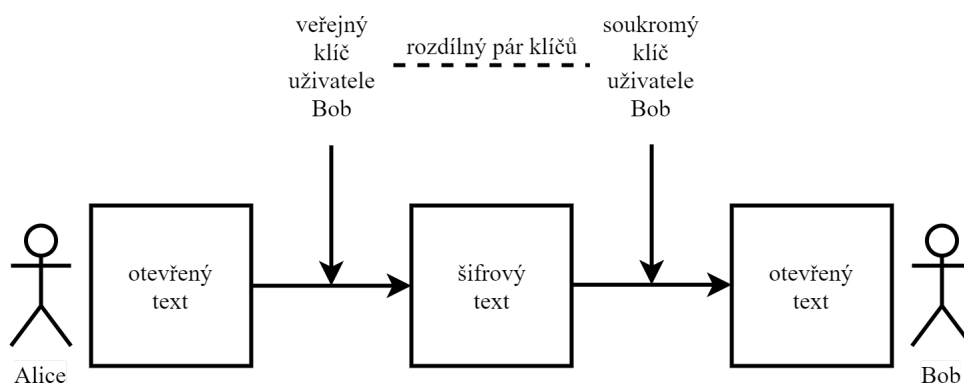 veřejný
klíč
uživatele
Bob
rozdílný pár klíčů
soukromý
klíč
uživatele
Bob
otevřený
text
šifrový
text
otevřený
text
Alice
Bob